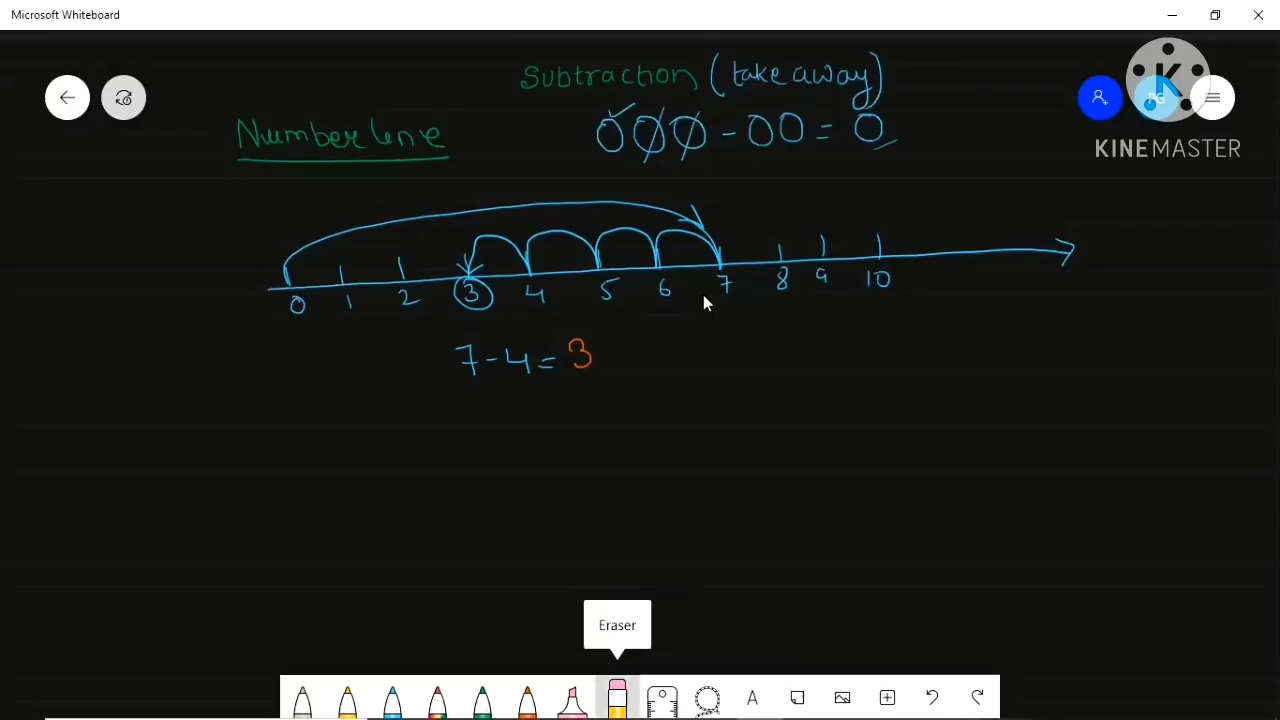 Microsoft Whiteboard
Subtraction (take away)
PG
KINEMASTER
Number line
000 - 00 = 0
0 1 2 3 4 5 6 7 8 9 10
7 - 4 = 3
Eraser
A